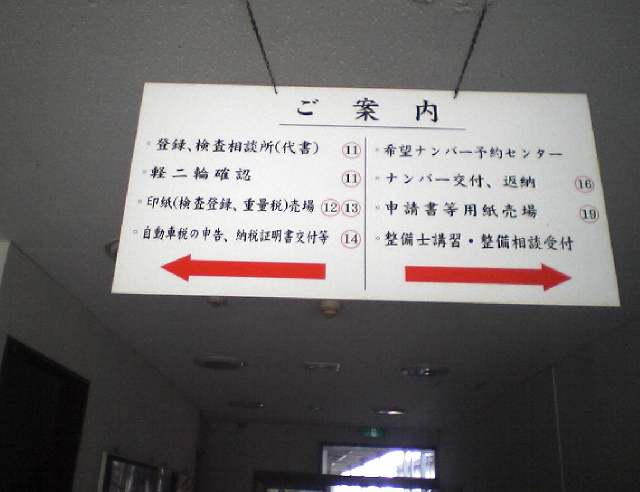 ご案内
・登録、検査相談所(代書) ⑪
・軽二輪確認 ⑪
・印紙(検査登録、重量税)売場 ⑫⑬
・自動車税の申告、納税証明書交付等 ⑭
・希望ナンバー予約センター
・ナンバー交付、返納 ⑯
・申請書等用紙売場 ⑲
・整備士講習・整備相談受付